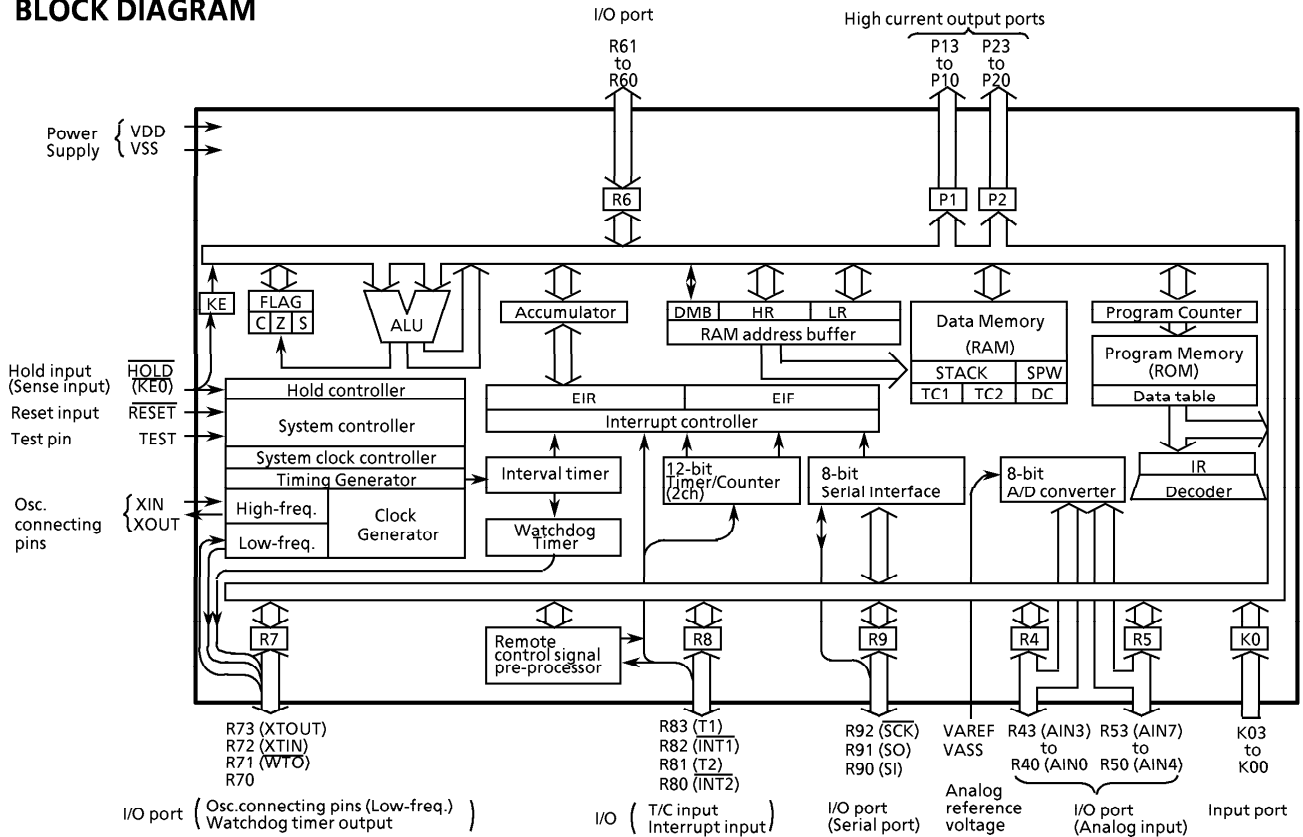 BLOCK DIAGRAM
I/O port
High current output ports
R61
to
R60
P13
to
P10
P23
to
P20
Power
Supply
VDD
VSS
R6
P1
P2
KE
FLAG
C Z S
ALU
Accumulator
DMB HR LR
RAM address buffer
Data Memory
(RAM)
STACK SPW
TC1 TC2 DC
Program Counter
Program Memory
(ROM)
Data table
Hold input
(Sense input)
HOLD
(KE0)
Reset input
RESET
Test pin
TEST
Osc.
connecting
pins
XIN
XOUT
Hold controller
System controller
System clock controller
Timing Generator
High-freq.
Low-freq.
Clock
Generator
EIR EIF
Interrupt controller
Interval timer
Watchdog
Timer
12-bit
Timer/Counter
(2ch)
8-bit
Serial Interface
8-bit
A/D converter
IR
Decoder
R7
Remote
control signal
pre-processor
R8
R9
R4
R5
K0
R73 (XTOUT)
R72 (XTIN)
R71 (WTO)
R70
R83 (T1)
R82 (INT1)
R81 (T2)
R80 (INT2)
R92 (SCK)
R91 (SO)
R90 (SI)
VAREF
VASS
R43 (AIN3)
to
R40 (AIN0
R53 (AIN7)
to
R50 (AIN4)
K03
to
K00
I/O port
(Osc.connecting pins (Low-freq.)
Watchdog timer output)
I/O
(T/C input
Interrupt input)
I/O port
(Serial port)
Analog
reference
voltage
I/O port
(Analog input)
Input port